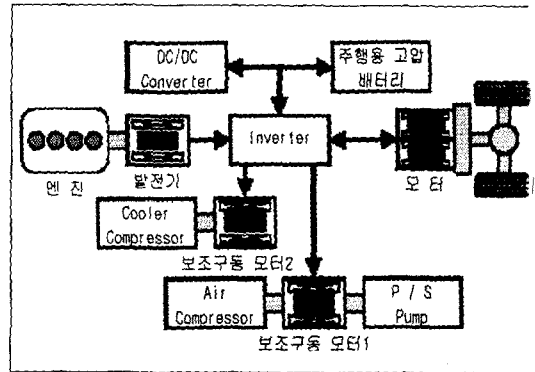 DC/DC
Converter
주행용 고압
배터리
Inverter
엔 진
발전기
모 터
Cooler
Compressor
보조구동 모터2
Air
Compressor
P / S
Pump
보조구동 모터1